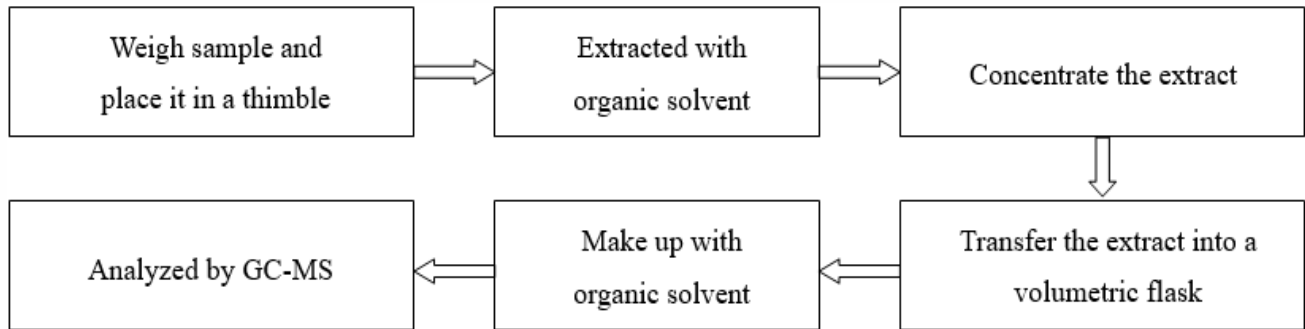 Weigh sample and
place it in a thimble
Extracted with
organic solvent
Concentrate the extract
Transfer the extract into a
volumetric flask
Make up with
organic solvent
Analyzed by GC-MS